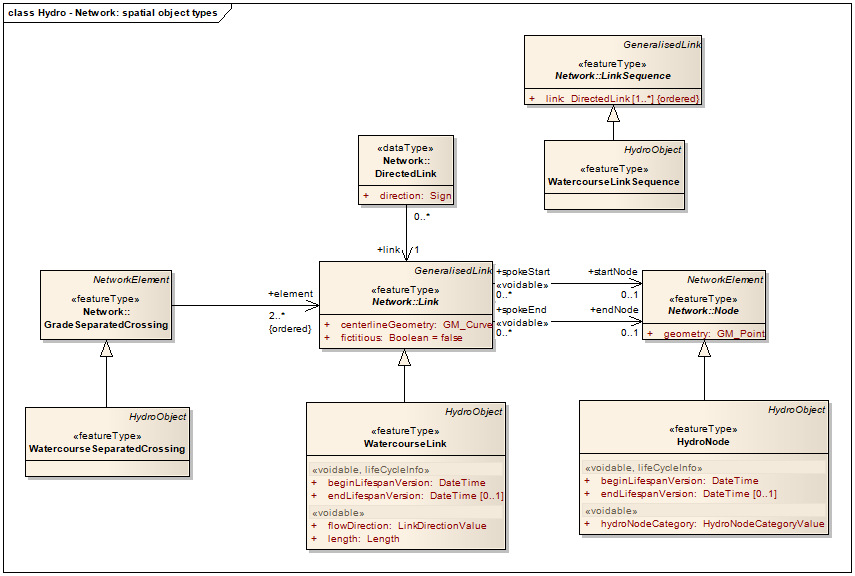 class Hydro - Network: spatial object types
GeneralisedLink
«featureType»
Network::LinkSequence
+ link: DirectedLink [1..*] {ordered}
HydroObject
«featureType»
WatercourseLinkSequence
«dataType»
Network::
DirectedLink
+ direction: Sign
0..*
+link
1
NetworkElement
«featureType»
Network::
GradeSeparatedCrossing
+element
2..*
{ordered}
GeneralisedLink
«featureType»
Network::Link
+ centerlineGeometry: GM_Curve
+ fictitious: Boolean = false
+spokeStart
«voidable»
0..*
+startNode
0..1
+spokeEnd
«voidable»
0..*
+endNode
0..1
NetworkElement
«featureType»
Network::Node
+ geometry: GM_Point
HydroObject
«featureType»
WatercourseSeparatedCrossing
HydroObject
«featureType»
WatercourseLink
«voidable, lifeCycleInfo»
+ beginLifespanVersion: DateTime
+ endLifespanVersion: DateTime [0..1]
«voidable»
+ flowDirection: LinkDirectionValue
+ length: Length
HydroObject
«featureType»
HydroNode
«voidable, lifeCycleInfo»
+ beginLifespanVersion: DateTime
+ endLifespanVersion: DateTime [0..1]
«voidable»
+ hydroNodeCategory: HydroNodeCategoryValue